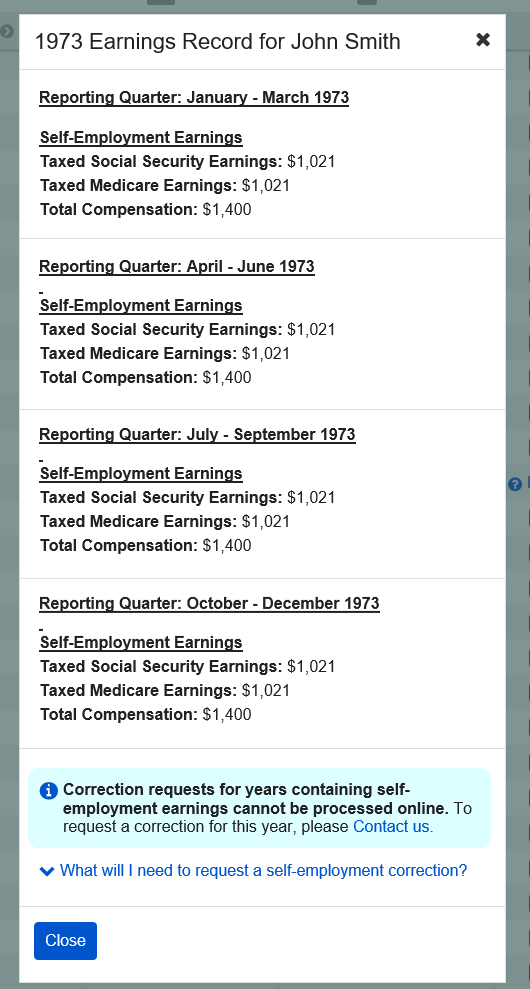 1973 Earnings Record for John Smith
Reporting Quarter: January - March 1973
Self-Employment Earnings
Taxed Social Security Earnings: $1,021
Taxed Medicare Earnings: $1,021
Total Compensation: $1,400
Reporting Quarter: April - June 1973
Self-Employment Earnings
Taxed Social Security Earnings: $1,021
Taxed Medicare Earnings: $1,021
Total Compensation: $1,400
Reporting Quarter: July - September 1973
Self-Employment Earnings
Taxed Social Security Earnings: $1,021
Taxed Medicare Earnings: $1,021
Total Compensation: $1,400
Reporting Quarter: October - December 1973
Self-Employment Earnings
Taxed Social Security Earnings: $1,021
Taxed Medicare Earnings: $1,021
Total Compensation: $1,400
Correction requests for years containing self-
employment earnings cannot be processed online. To
request a correction for this year, please Contact us.
What will I need to request a self-employment correction?
Close